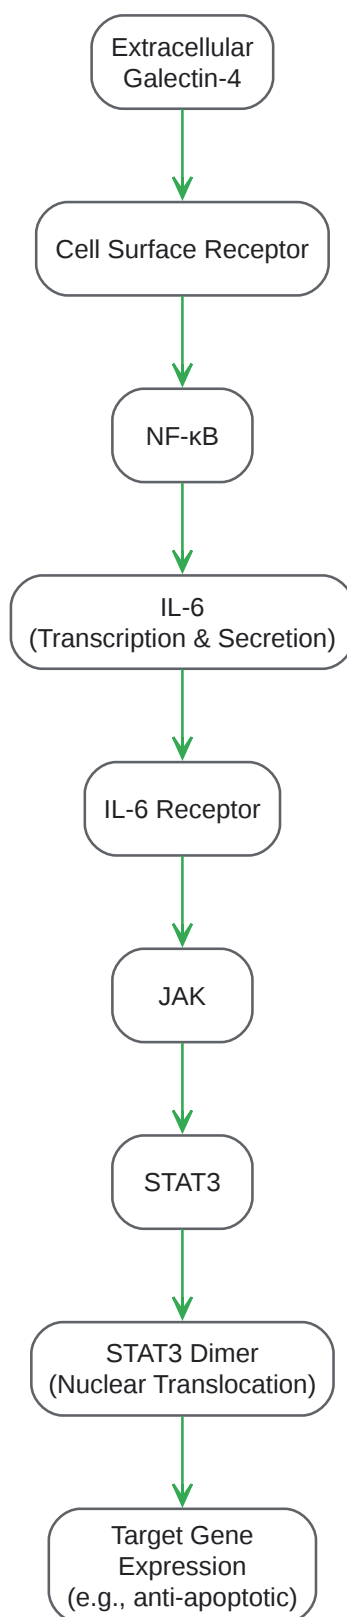 Extracellular
Galectin-4
Cell Surface Receptor
NF-κB
IL-6
(Transcription & Secretion)
IL-6 Receptor
JAK
STAT3
STAT3 Dimer
(Nuclear Translocation)
Target Gene
Expression
(e.g., anti-apoptotic)